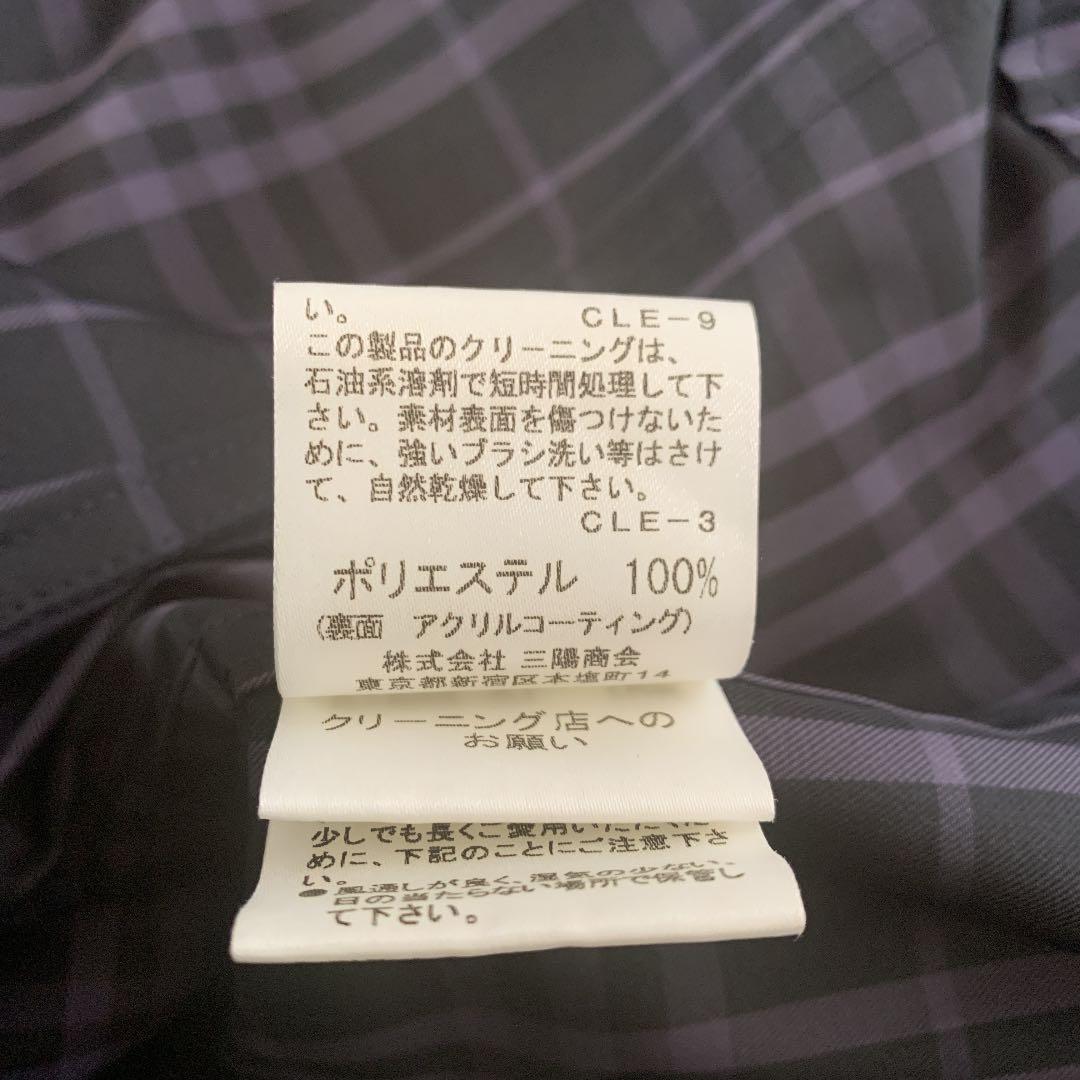 い。
CLE-9
この製品のクリーニングは、
石油系溶剤で短時間処理して下
さい。素材表面を傷つけないた
めに、強いブラシ洗い等はさけ
て、自然乾燥して下さい。
CLE-3
ポリエステル 100%
(裏面 アクリルコーティング)
株式会社 三陽商会
東京都新宿区本塩町14
クリーニング店への
お願い
少しでも長くご愛用いただくた
めに、下記のことにご注意下さ
い。
●風通しが良く、湿気の少ない、
日の当たらない場所で保管し
て下さい。